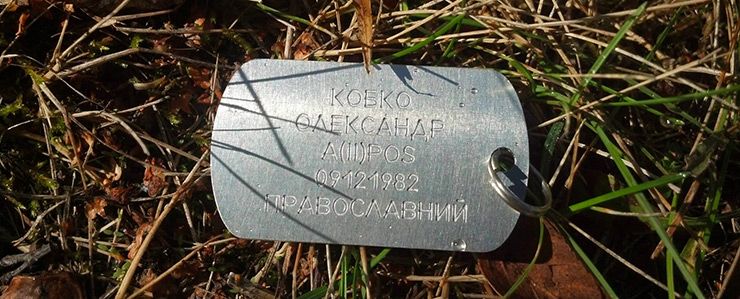 КОБКО
ОЛЕКСАНДР
А(III)POS
09121982
ПРАВОСЛАВНИЙ